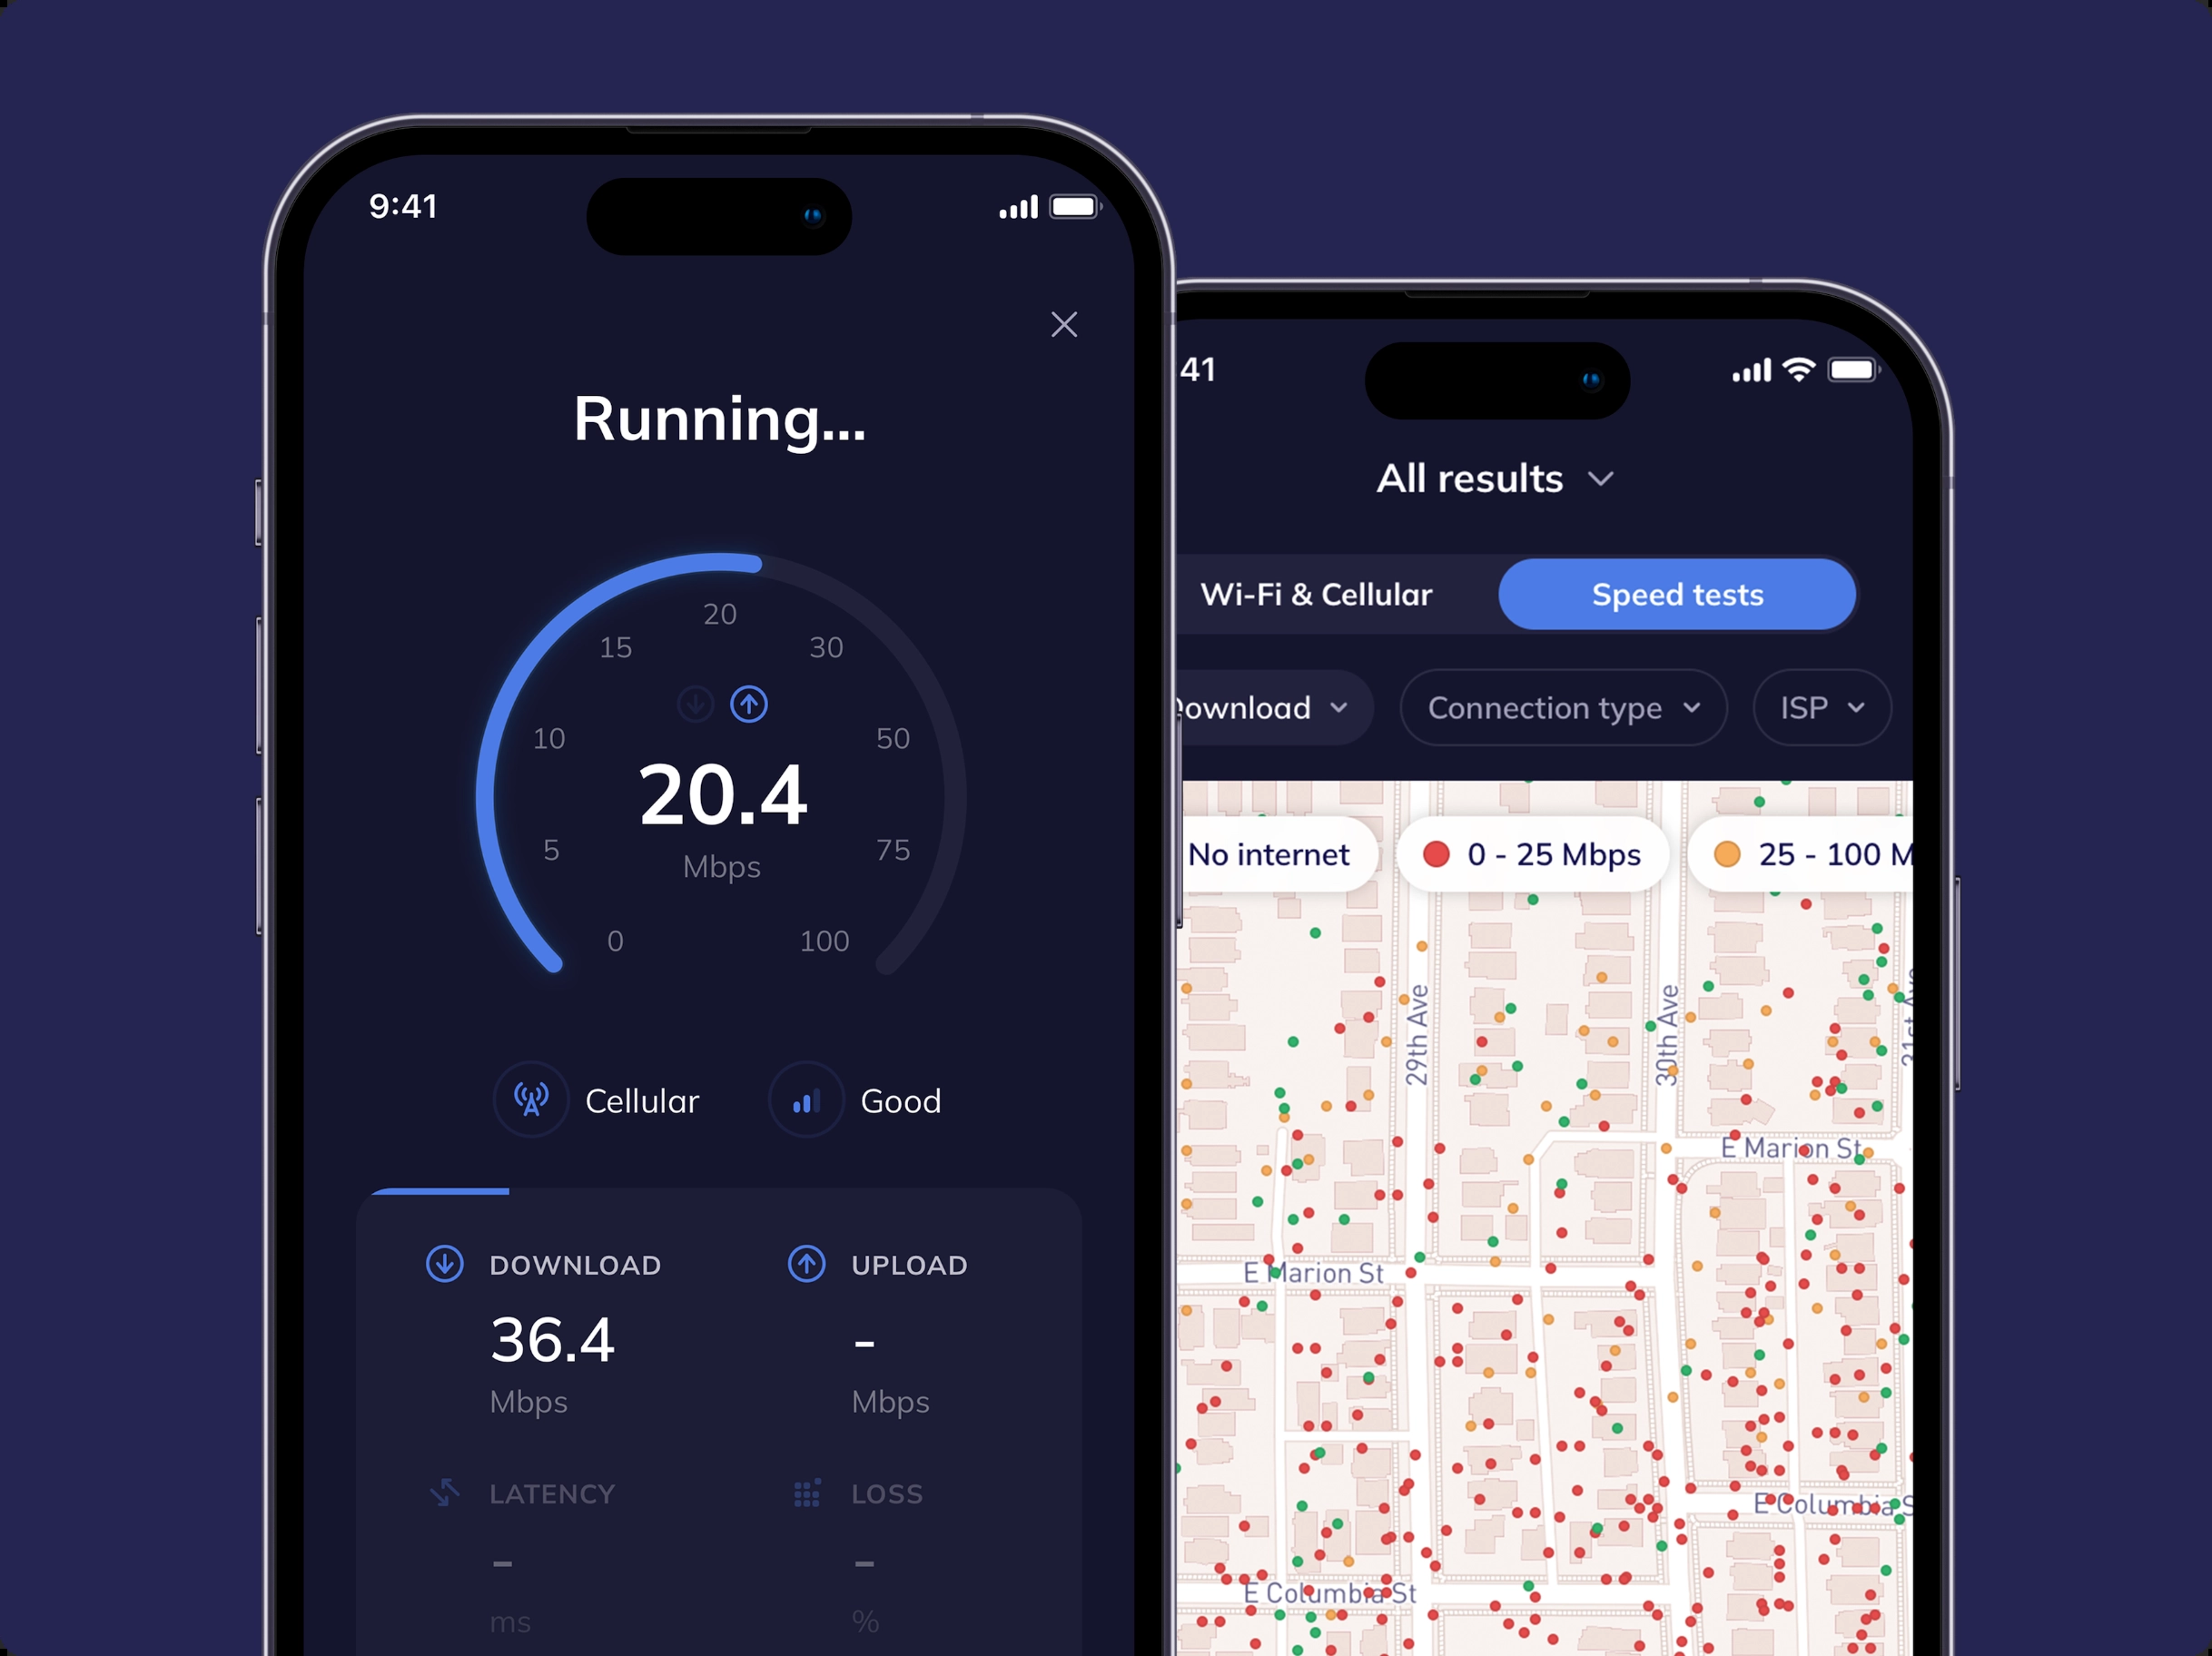 9:41
Running...
20
15
30
10
50
20.4
5
75
Mbps
0
100
Cellular
Good
DOWNLOAD
UPLOAD
36.4
-
Mbps
Mbps
LATENCY
LOSS
-
-
ms
%
41
All results
Wi-Fi & Cellular
Speed tests
Download
Connection type
ISP
No internet
0 - 25 Mbps
25 - 100 M
29th Ave
30th Ave
31st Ave
E Marion St
E Marion St
E Columbia S
E Columbia St